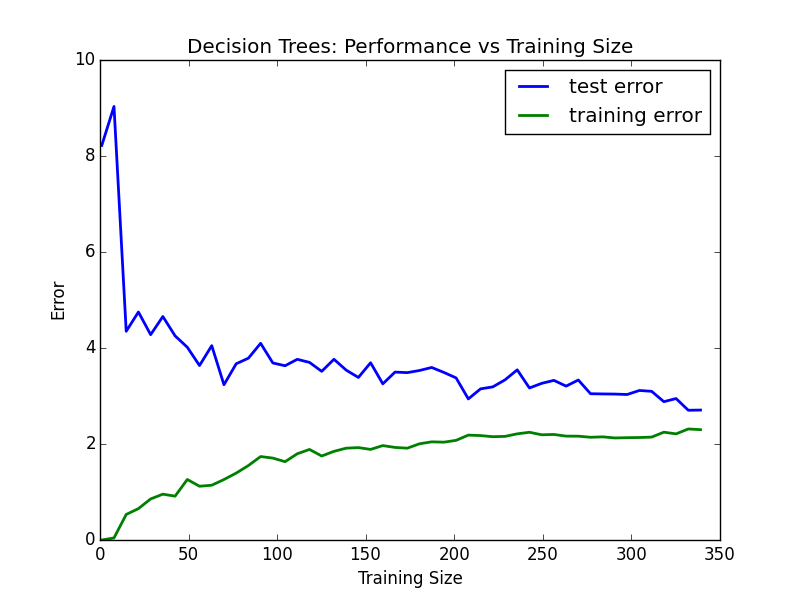 Decision Trees: Performance vs Training Size
10
8
6
4
2
0
Error
test error
training error
0 50 100 150 200 250 300 350
Training Size